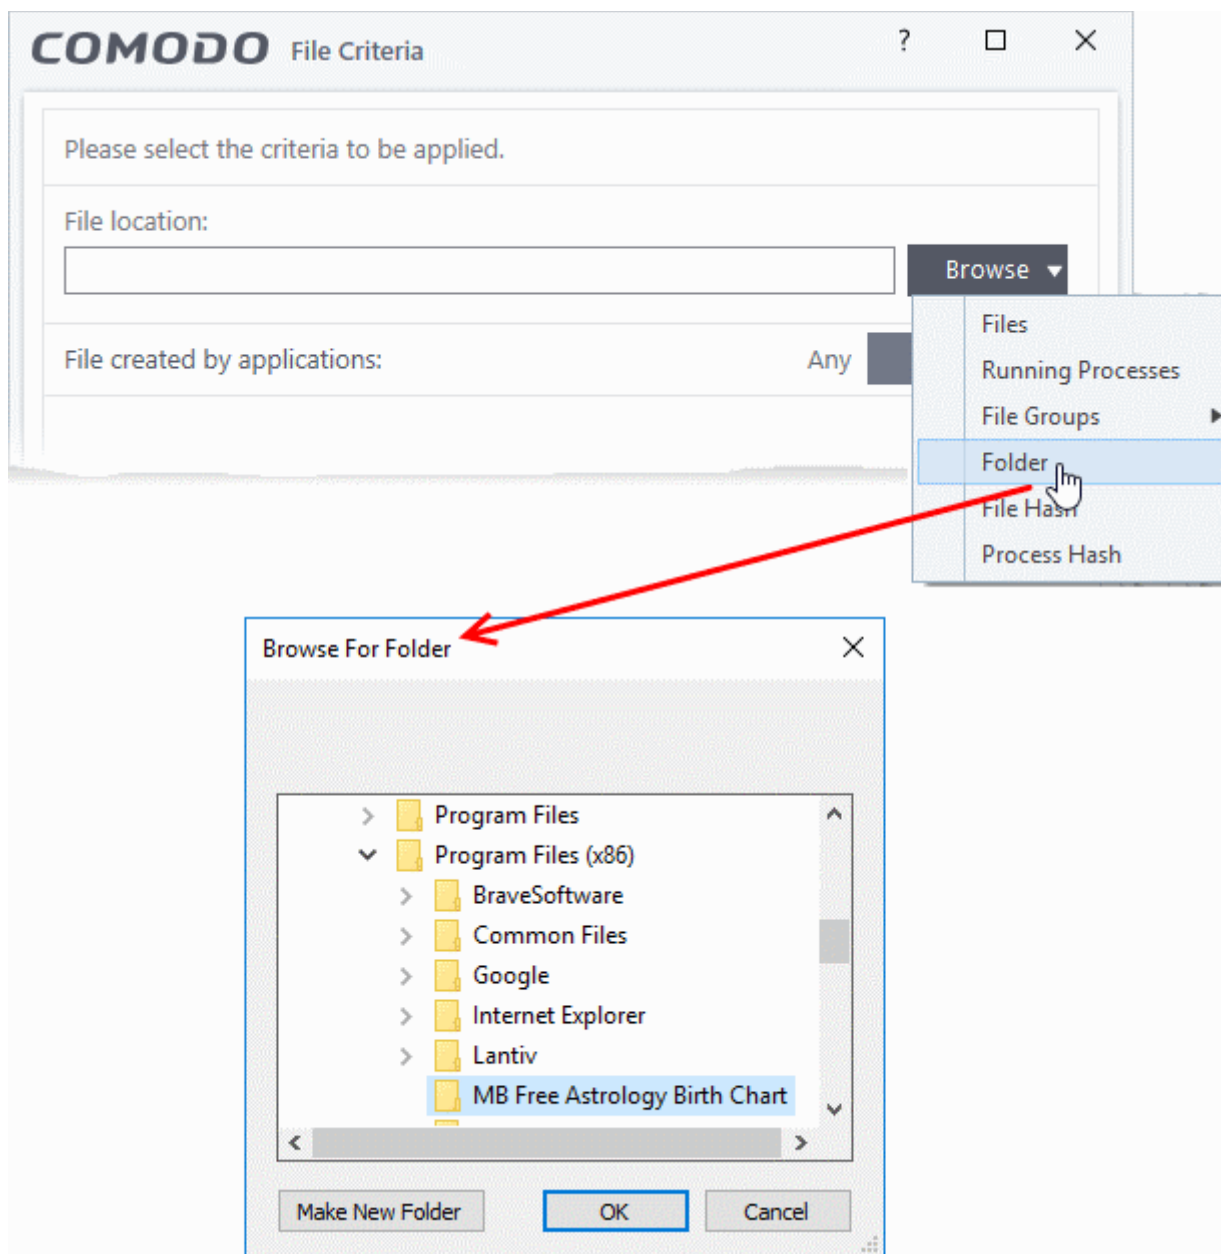 COMODO File Criteria ?
Please select the criteria to be applied.
File location:
Browse
Files
File created by applications: Any
Running Processes
File Groups
Folder
File Hash
Process Hash
Browse For Folder
Program Files
Program Files (x86)
BraveSoftware
Common Files
Google
Internet Explorer
Lantiv
MB Free Astrology Birth Chart
Make New Folder OK Cancel